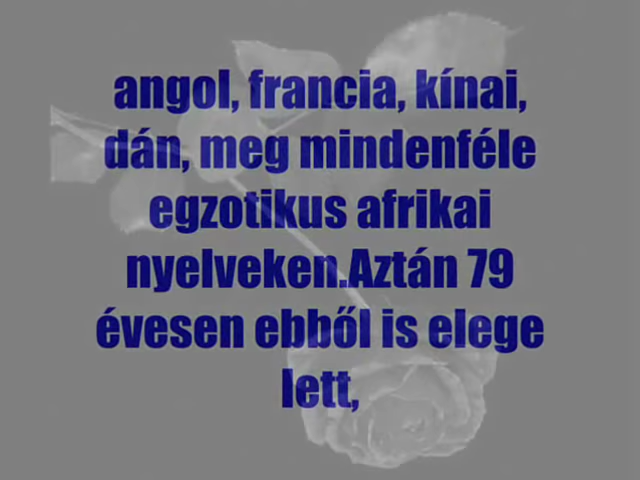 angol, francia, kínai,
dán, meg mindenféle
egzotikus afrikai
nyelveken.Aztán 79
évesen ebből is elege
lett,